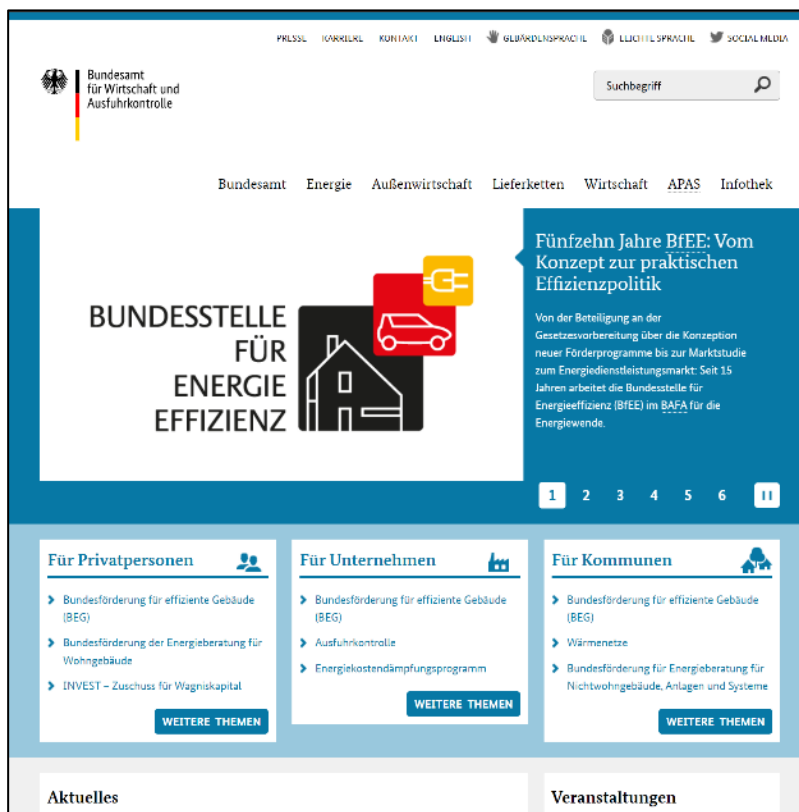 PRESSE KARRIERE KONTAKT ENGLISH GEBÄRDENSPRACHE LEICHTE SPRACHE SOCIAL MEDIA
Bundesamt
für Wirtschaft und
Ausfuhrkontrolle
Suchbegriff
Bundesamt Energie Außenwirtschaft Lieferketten Wirtschaft APAS Infothek
BUNDESSTELLE
FÜR
ENERGIE
EFFIZIENZ
Fünfzehn Jahre BfEE: Vom
Konzept zur praktischen
Effizienzpolitik
Von der Beteiligung an der
Gesetzesvorbereitung über die Konzeption
neuer Förderprogramme bis zur Marktstudie
zum Energiedienstleistungsmarkt: Seit 15
Jahren arbeitet die Bundesstelle für
Energieeffizienz (BfEE) im BAFA für die
Energiewende.
1 2 3 4 5 6
Für Privatpersonen
Bundesförderung für effiziente Gebäude
(BEG)
Bundesförderung der Energieberatung für
Wohngebäude
INVEST – Zuschuss für Wagniskapital
WEITERE THEMEN
Für Unternehmen
Bundesförderung für effiziente Gebäude
(BEG)
Ausfuhrkontrolle
Energiekostendämpfungsprogramm
WEITERE THEMEN
Für Kommunen
Bundesförderung für effiziente Gebäude
(BEG)
Wärmenetze
Bundesförderung für Energieberatung für
Nichtwohngebäude, Anlagen und Systeme
WEITERE THEMEN
Aktuelles
Veranstaltungen